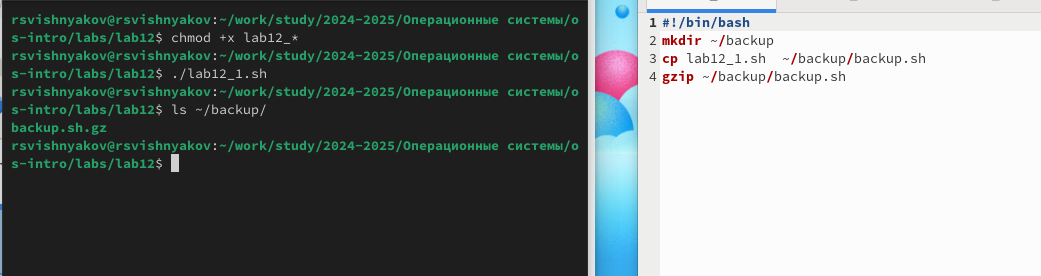 rsvishnyakov@rsvishnyakov:~/work/study/2024-2025/Операционные системы/o
s-intro/labs/lab12$ chmod +x lab12_*
rsvishnyakov@rsvishnyakov:~/work/study/2024-2025/Операционные системы/o
s-intro/labs/lab12$ ./lab12_1.sh
rsvishnyakov@rsvishnyakov:~/work/study/2024-2025/Операционные системы/o
s-intro/labs/lab12$ ls ~/backup/
backup.sh.gz
rsvishnyakov@rsvishnyakov:~/work/study/2024-2025/Операционные системы/o
s-intro/labs/lab12$
1 #!/bin/bash
2 mkdir ~/backup
3 cp lab12_1.sh  ~/backup/backup.sh
4 gzip ~/backup/backup.sh